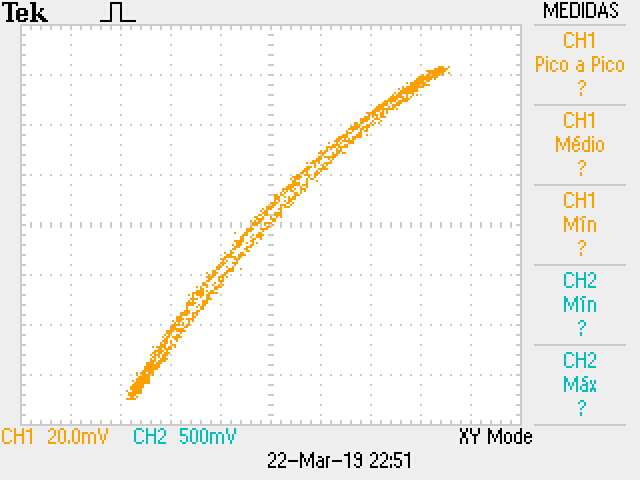 Tek
MEDIDAS
CH1
Pico a Pico
?
CH1
Médio
?
CH1
Mín
?
CH2
Mín
?
CH2
Máx
?
CH1 20.0mV CH2 500mV XY Mode
22-Mar-19 22:51